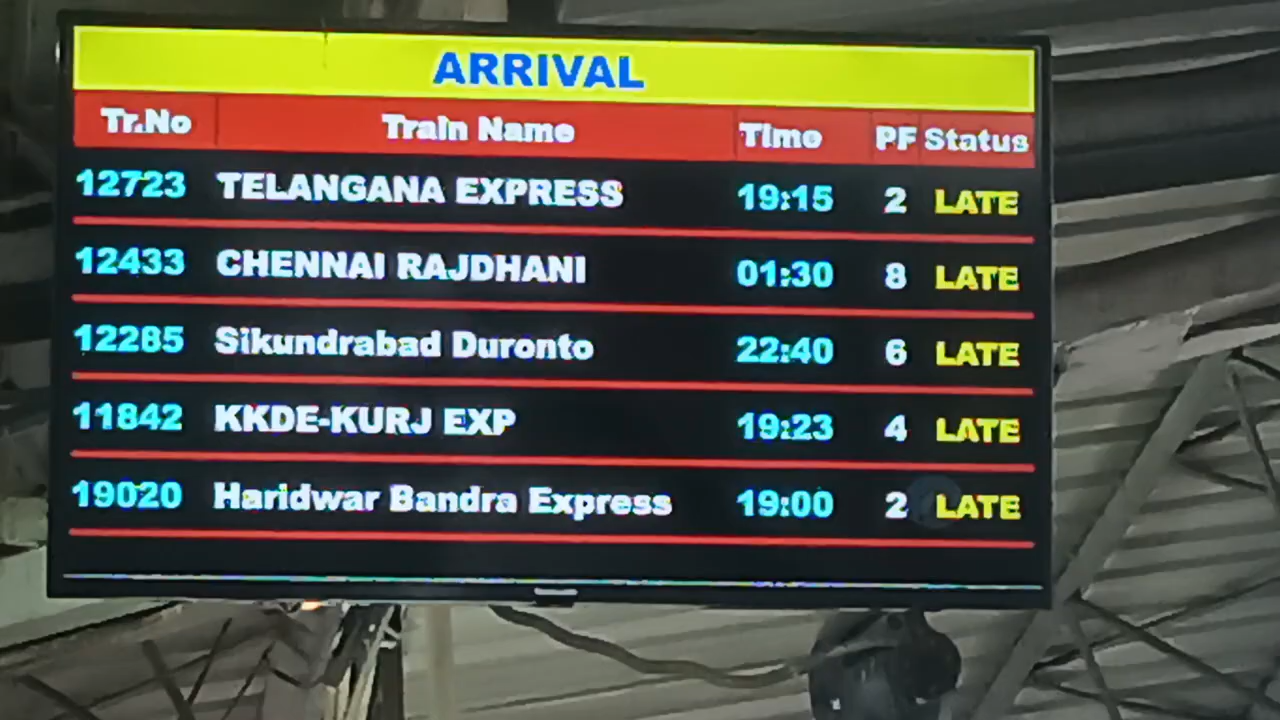 ARRIVAL
Tr.No Train Name Time PF Status
12723 TELANGANA EXPRESS 19:15 2 LATE
12433 CHENNAI RAJDHANI 01:30 8 LATE
12285 Sikundrabad Duronto 22:40 6 LATE
11842 KKDE-KURJ EXP 19:23 4 LATE
19020 Haridwar Bandra Express 19:00 2 LATE